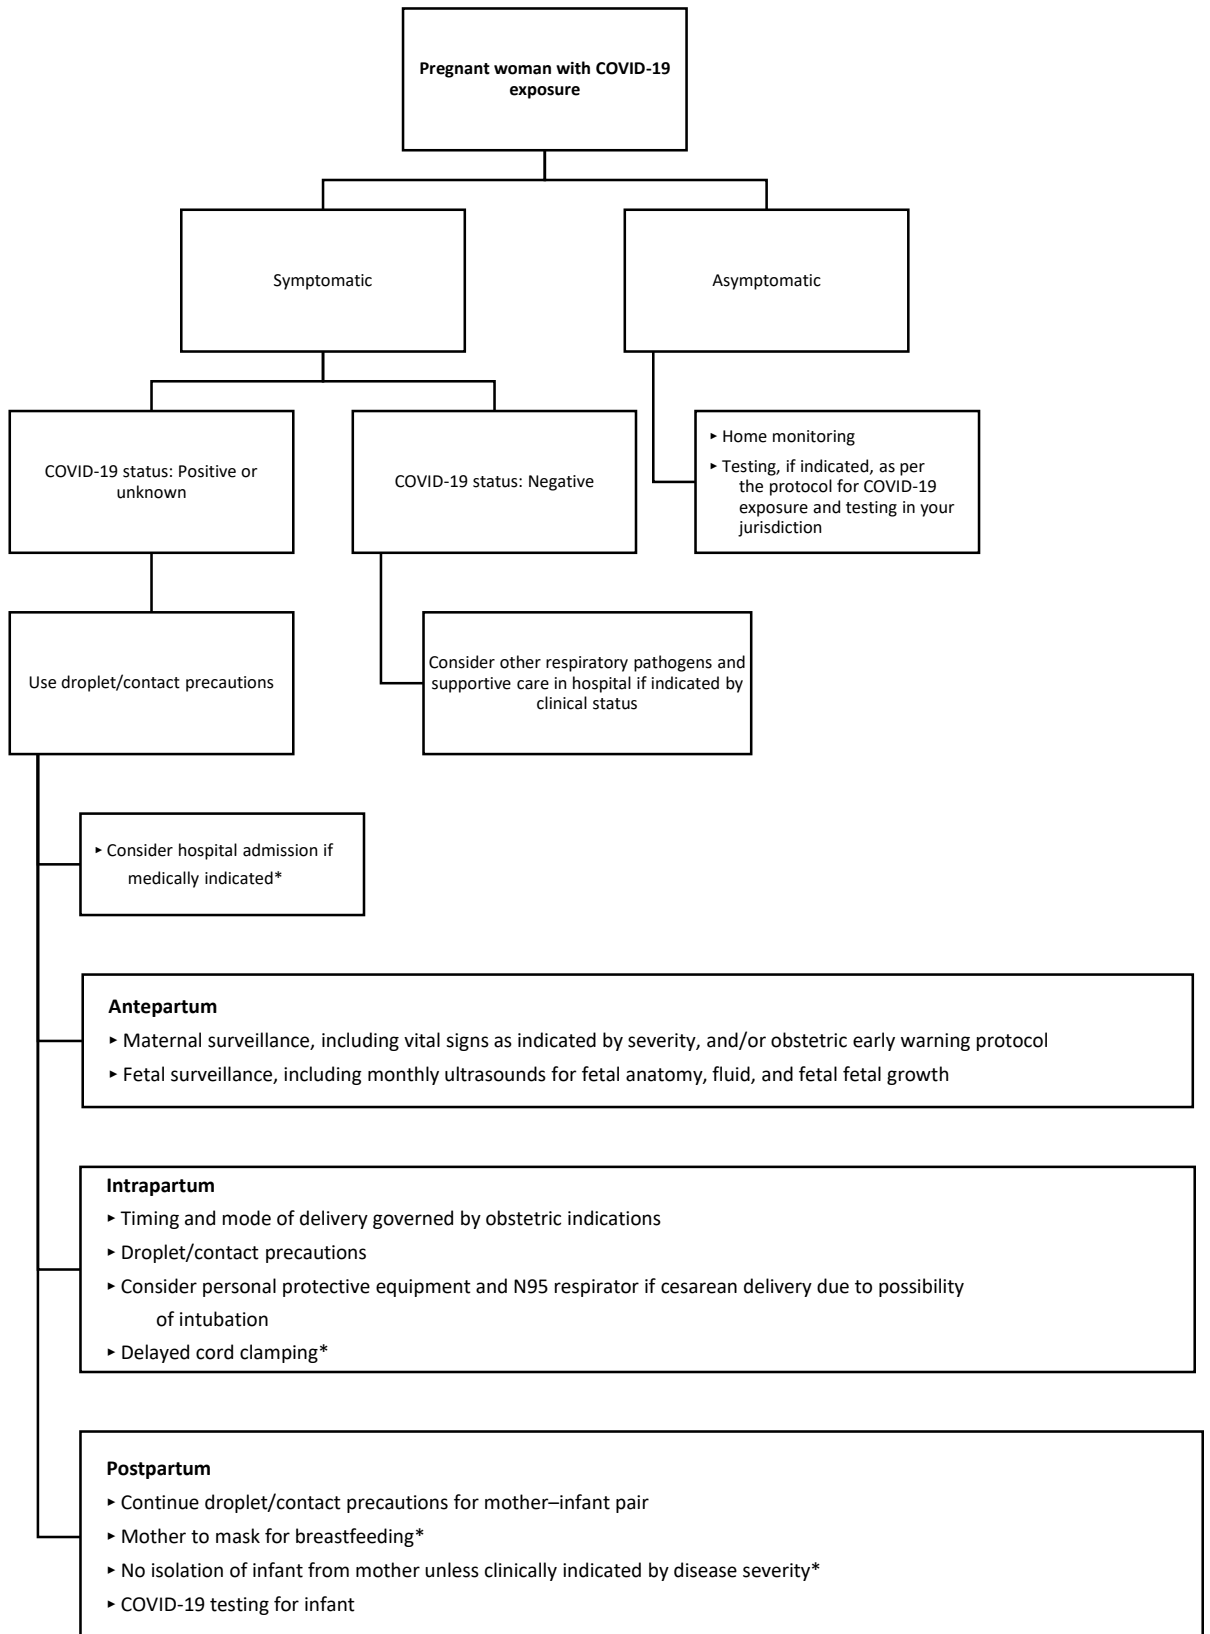 Pregnant woman with COVID-19
exposure
Symptomatic
Asymptomatic
COVID-19 status: Positive or
unknown
COVID-19 status: Negative
▸ Home monitoring
▸ Testing, if indicated, as per
the protocol for COVID-19
exposure and testing in your
jurisdiction
Use droplet/contact precautions
Consider other respiratory pathogens and
supportive care in hospital if indicated by
clinical status
▸ Consider hospital admission if
medically indicated*
Antepartum
▸ Maternal surveillance, including vital signs as indicated by severity, and/or obstetric early warning protocol
▸ Fetal surveillance, including monthly ultrasounds for fetal anatomy, fluid, and fetal fetal growth
Intrapartum
▸ Timing and mode of delivery governed by obstetric indications
▸ Droplet/contact precautions
▸ Consider personal protective equipment and N95 respirator if cesarean delivery due to possibility
of intubation
▸ Delayed cord clamping*
Postpartum
▸ Continue droplet/contact precautions for mother–infant pair
▸ Mother to mask for breastfeeding*
▸ No isolation of infant from mother unless clinically indicated by disease severity*
▸ COVID-19 testing for infant